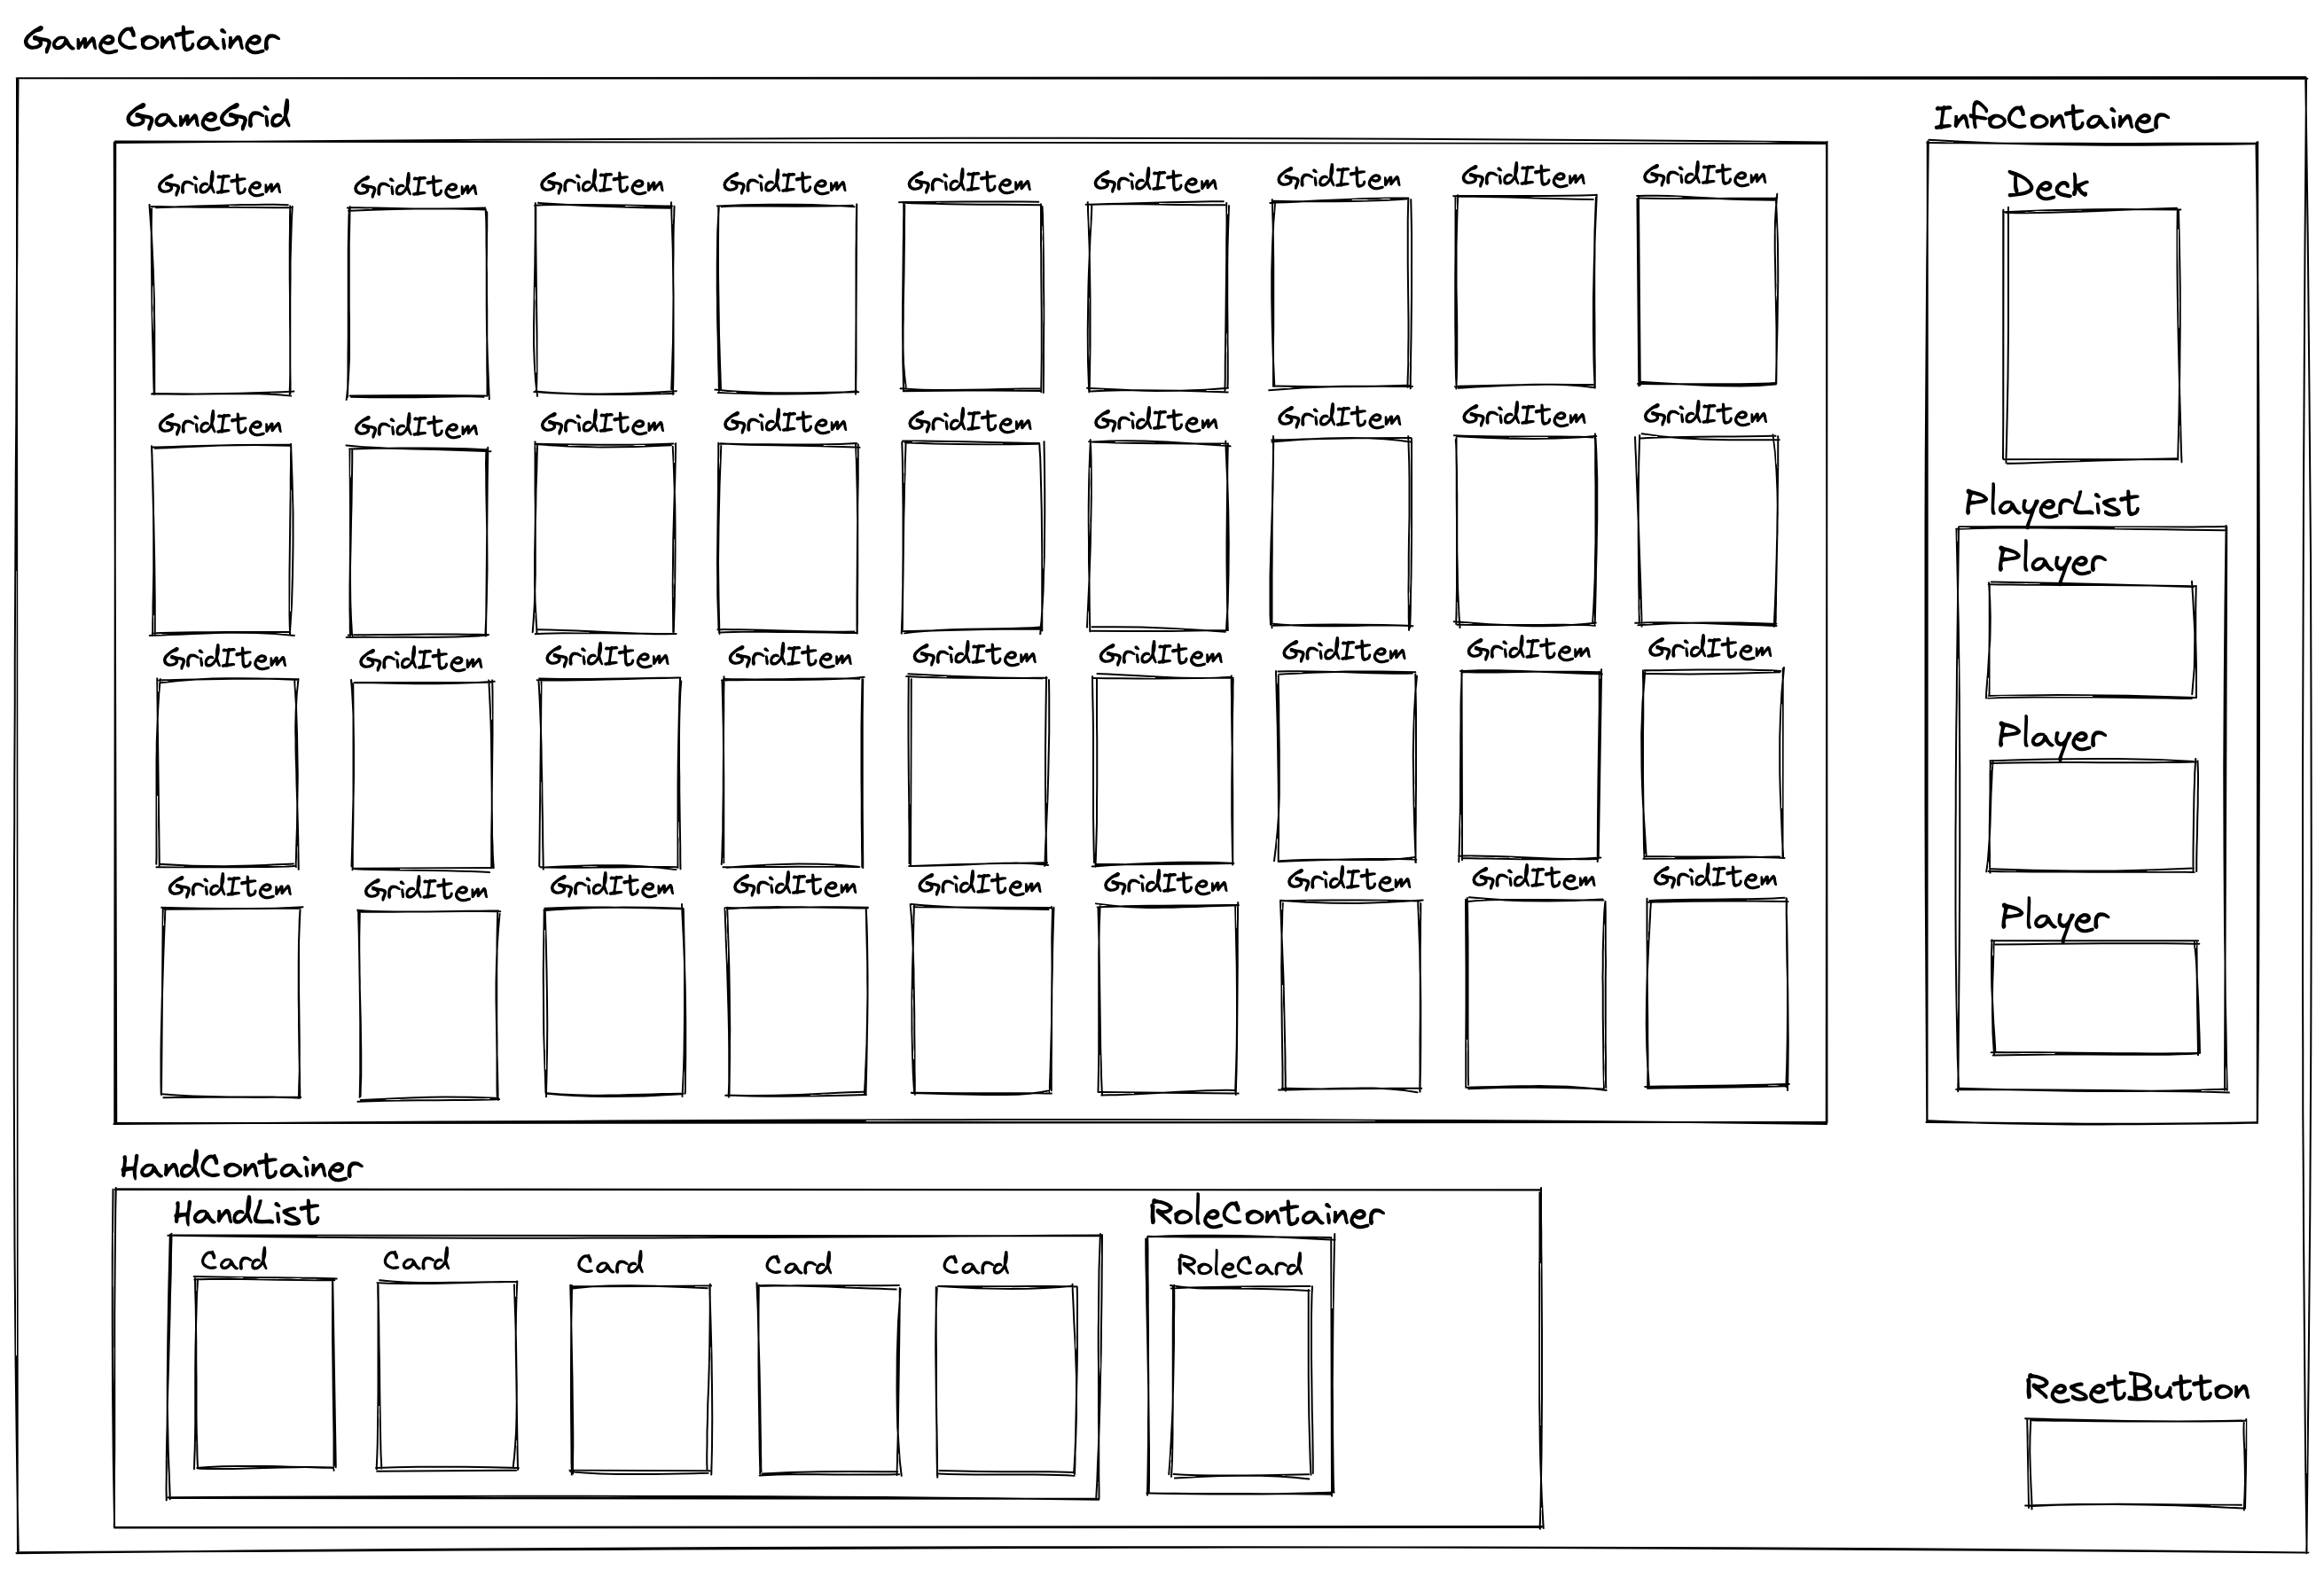 GameContainer
GameGrid
InfoContainer
GridItem GridItem GridItem GridItem GridItem GridItem GridItem GridItem GridItem
Deck
GridItem GridItem GridItem GridItem GridItem GridItem GridItem GridItem GridItem
PlayerList
Player
GridItem GridItem GridItem GridItem GridItem GridItem GridItem GridItem GridItem
Player
GridItem GridItem GridItem GridItem GridItem GridItem GridItem GridItem GridItem
Player
HandContainer
HandList
RoleContainer
Card Card Card Card Card
RoleCard
ResetButton